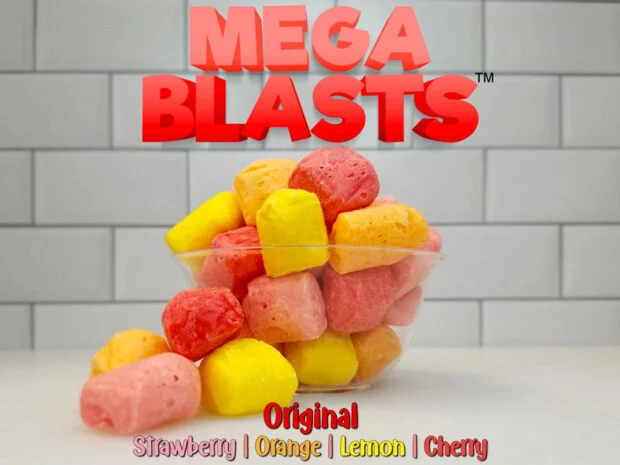 MEGA
BLASTS™
Original
Strawberry | Orange | Lemon | Cherry